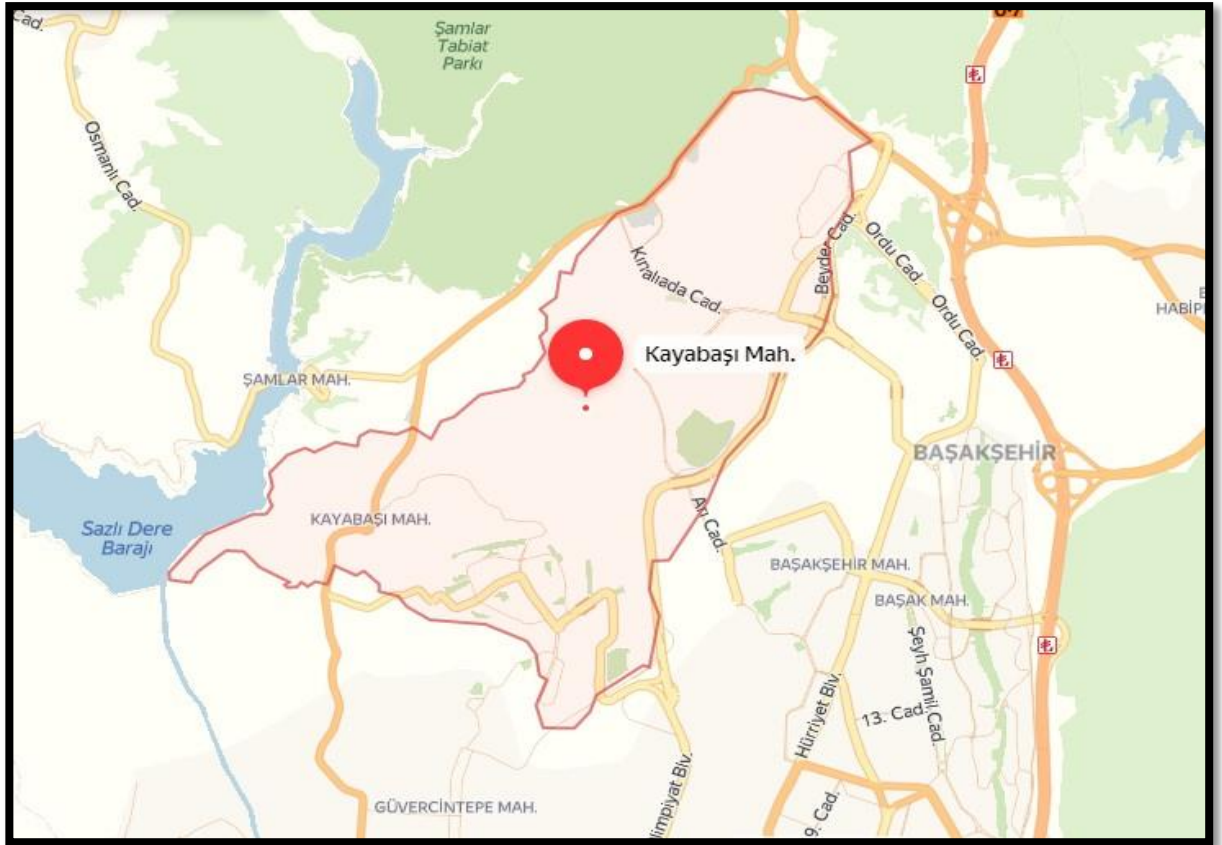 Cad.
Şamlar
Tabiat
Parkı
Osmanlı Cad.
Kınalıada Cad.
Beyder Cad.
Ordu Cad.
Ordu Cad.
Kayabaşı Mah.
ŞAMLAR MAH.
BAŞAKŞEHİR
Sazlı Dere
Barajı
KAYABAŞI MAH.
Arı Cad.
BAŞAKŞEHİR MAH.
BAŞAK MAH.
Şeyh Şamil Cad.
Hürriyet Blv.
13. Cad.
GÜVERCİNTEPE MAH.
limpiyat Blv.
9. Cad.